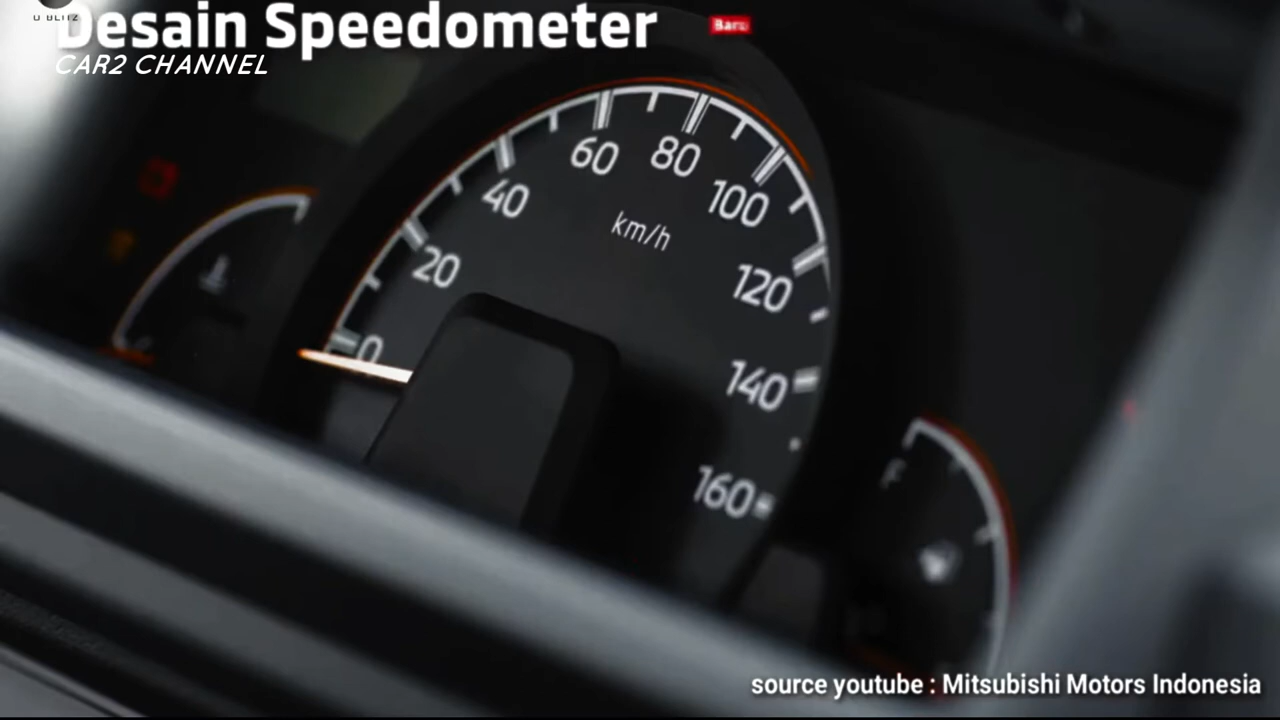 Desain Speedometer
Baru
U BLITZ
CAR2 CHANNEL
60
80
40
100
km/h
20
120
0
140
160
F
source youtube : Mitsubishi Motors Indonesia